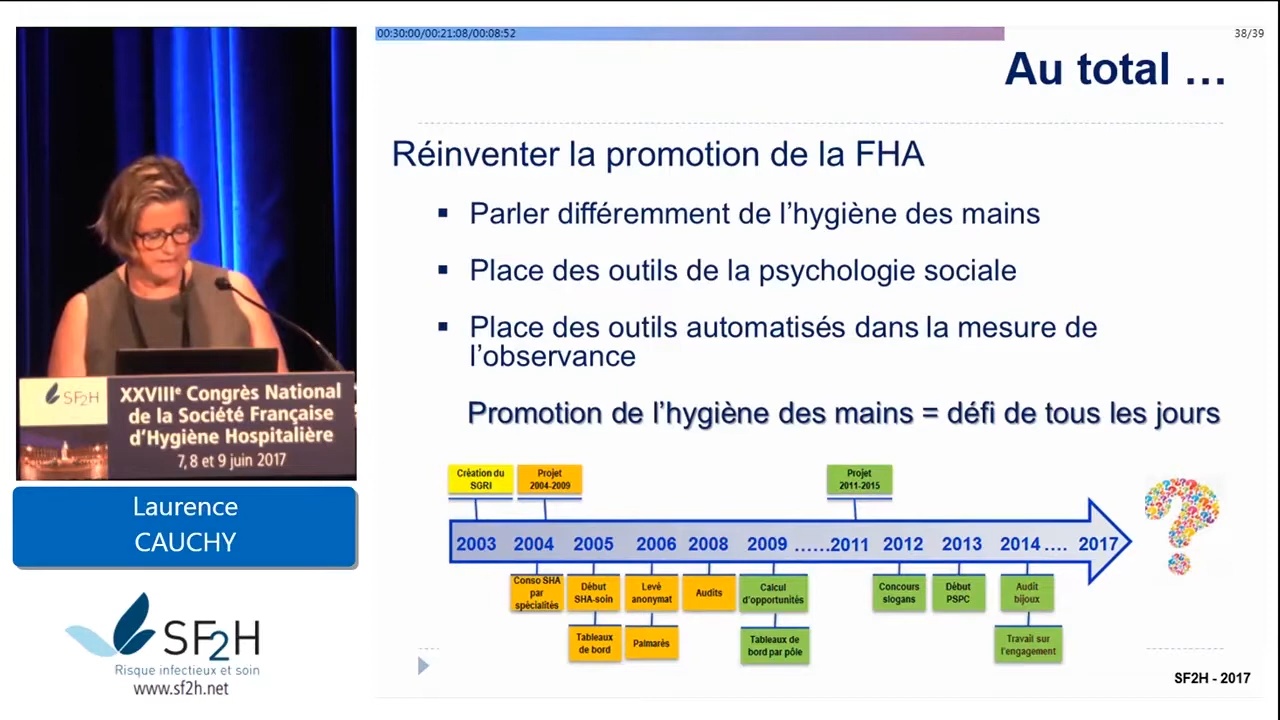 00:30:00/00:21:08/00:08:52
38/39
Au total …
Réinventer la promotion de la FHA
Parler différemment de l’hygiène des mains
Place des outils de la psychologie sociale
Place des outils automatisés dans la mesure de
l’observance
Promotion de l’hygiène des mains = défi de tous les jours
Création du
SGRI
Projet
2004-2009
Projet
2011-2015
2003 2004 2005 2006 2008 2009 ......2011 2012 2013 2014 .... 2017
Conso SHA
par
spécialités
Début
SHA-soin
Levé
anonymat
Audits
Calcul
d’opportunités
Concours
slogans
Début
PSPC
Audit
bijoux
Tableaux
de bord
Palmarès
Tableaux de
bord par pôle
Travail sur
l’engagement
SF2H - 2017
SF2H
XXVIIIe Congrès National
de la Société Française
d’Hygiène Hospitalière
7, 8 et 9 juin 2017
Laurence
CAUCHY
SF2H
Risque infectieux et soin
www.sf2h.net